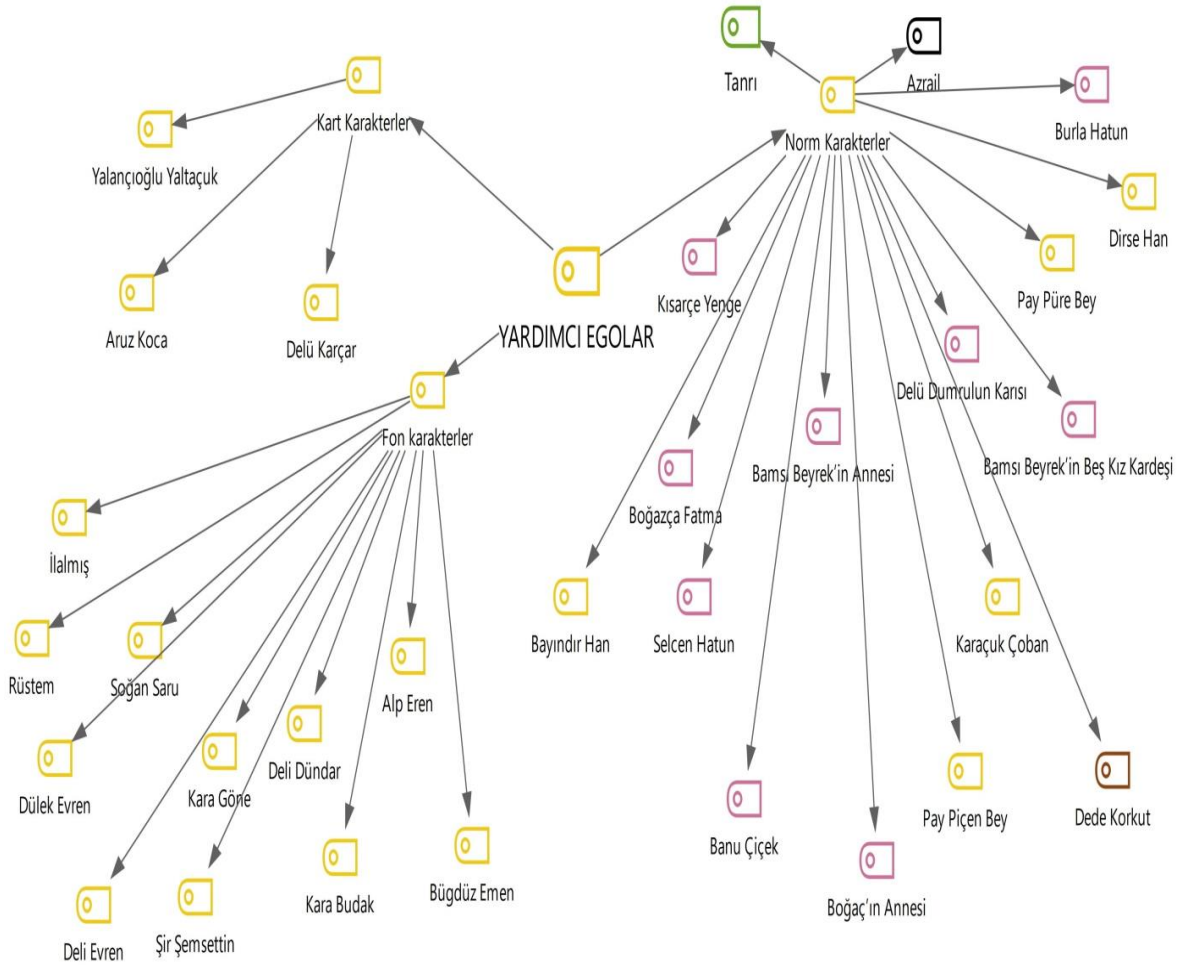 Tanrı
Azrail
Kart Karakterler
Burla Hatun
Norm Karakterler
Yalançıoğlu Yaltaçuk
Dirse Han
Pay Püre Bey
Kısarçe Yenge
Aruz Koca
Delü Karçar
YARDIMCI EGOLAR
Delü Dumrulun Karısı
Fon karakterler
Bamsı Beyrek'in Annesi
Bamsı Beyrek'in Beş Kız Kardeşi
Boğazça Fatma
İlalmış
Bayındır Han
Selcen Hatun
Karaçuk Çoban
Rüstem
Soğan Saru
Alp Eren
Deli Dündar
Dülek Evren
Kara Göne
Pay Piçen Bey
Dede Korkut
Banu Çiçek
Bügdüz Emen
Kara Budak
Boğaç'ın Annesi
Deli Evren
Şir Şemsettin